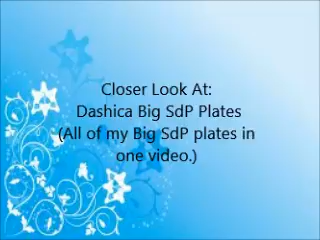 Closer Look At:
Dashica Big SdP Plates
(All of my Big SdP plates in
one video.)